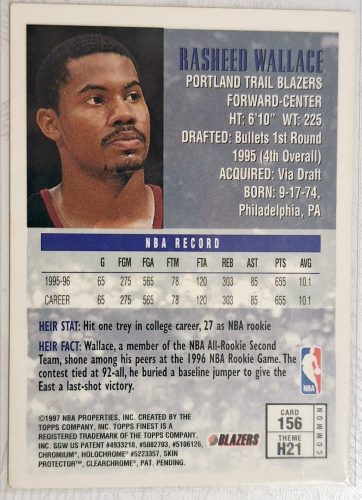 RASHEED WALLACE
PORTLAND TRAIL BLAZERS
FORWARD-CENTER
HT: 6'10" WT: 225
DRAFTED: Bullets 1st Round
1995 (4th Overall)
ACQUIRED: Via Draft
BORN: 9-17-74,
Philadelphia, PA
NBA RECORD
G FGM FGA FTM FTA REB AST PTS AVG
1995-96 65 275 565 78 120 303 85 655 10.1
CAREER 65 275 565 78 120 303 85 655 10.1
HEIR STAT: Hit one trey in college career, 27 as NBA rookie
HEIR FACT: Wallace, a member of the NBA All-Rookie Second
Team, shone among his peers at the 1996 NBA Rookie Game. The
contest tied at 92-all, he buried a baseline jumper to give the
East a last-shot victory.
NBA
©1997 NBA PROPERTIES, INC. CREATED BY THE
TOPPS COMPANY, INC. TOPPS FINEST IS A
REGISTERED TRADEMARK OF THE TOPPS COMPANY,
INC. SGW US PATENT #4933218, #5082703, #5106126,
CHROMIUM®, HOLOCHROME® #5223357, SKIN
PROTECTOR™, CLEARCHROME®, PAT. PENDING.
BLAZERS
CARD
156
THEME
H21
COMMON